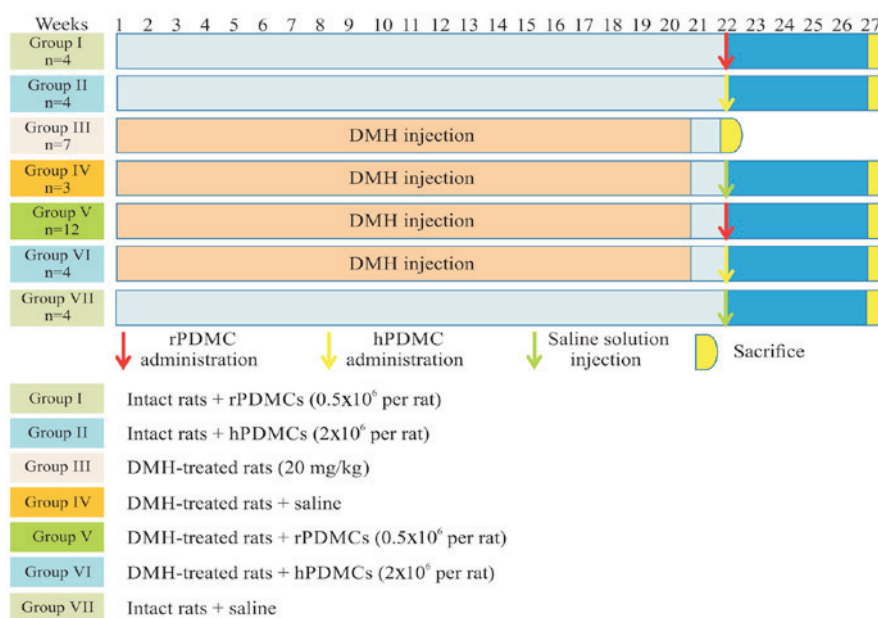 Weeks 1 2 3 4 5 6 7 8 9 10 11 12 13 14 15 16 17 18 19 20 21 22 23 24 25 26 27
Group I
n=4
Group II
n=4
Group III
n=7
DMH injection
Group IV
n=3
DMH injection
Group V
n=12
DMH injection
Group VI
n=4
DMH injection
Group VII
n=4
rPDMC
administration
hPDMC
administration
Saline solution
injection
Sacrifice
Group I Intact rats + rPDMCs (0.5x10⁶ per rat)
Group II Intact rats + hPDMCs (2x10⁶ per rat)
Group III DMH-treated rats (20 mg/kg)
Group IV DMH-treated rats + saline
Group V DMH-treated rats + rPDMCs (0.5x10⁶ per rat)
Group VI DMH-treated rats + hPDMCs (2x10⁶ per rat)
Group VII Intact rats + saline